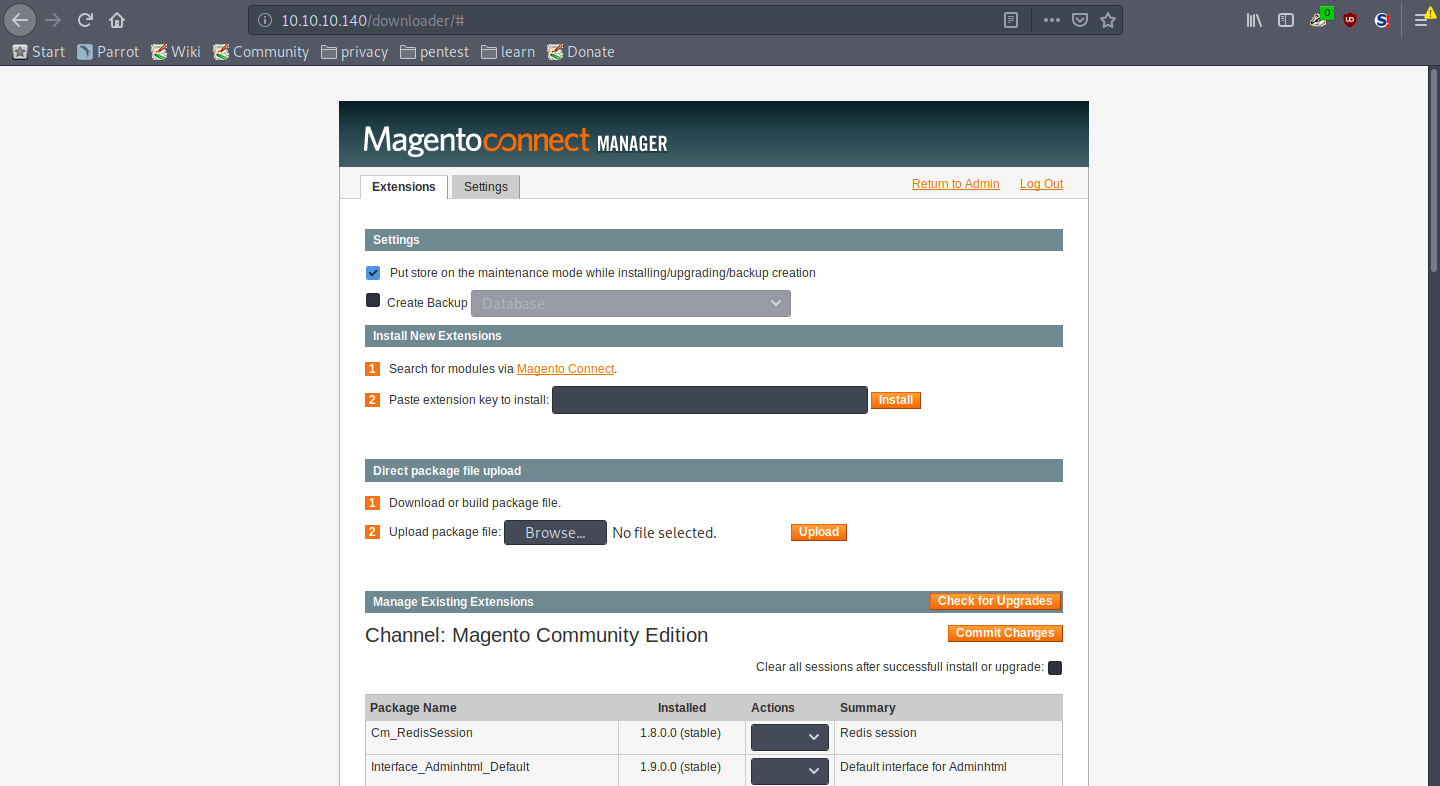 10.10.10.140/downloader/#
0
UD
S
Start Parrot Wiki Community privacy pentest learn Donate
Magentoconnect MANAGER
Extensions Settings Return to Admin Log Out
Settings
Put store on the maintenance mode while installing/upgrading/backup creation
Create Backup Database
Install New Extensions
1 Search for modules via Magento Connect.
2 Paste extension key to install: Install
Direct package file upload
1 Download or build package file.
2 Upload package file: Browse... No file selected. Upload
Manage Existing Extensions Check for Upgrades
Channel: Magento Community Edition Commit Changes
Clear all sessions after successfull install or upgrade:
Package Name Installed Actions Summary
Cm_RedisSession 1.8.0.0 (stable) Redis session
Interface_Adminhtml_Default 1.9.0.0 (stable) Default interface for Adminhtml